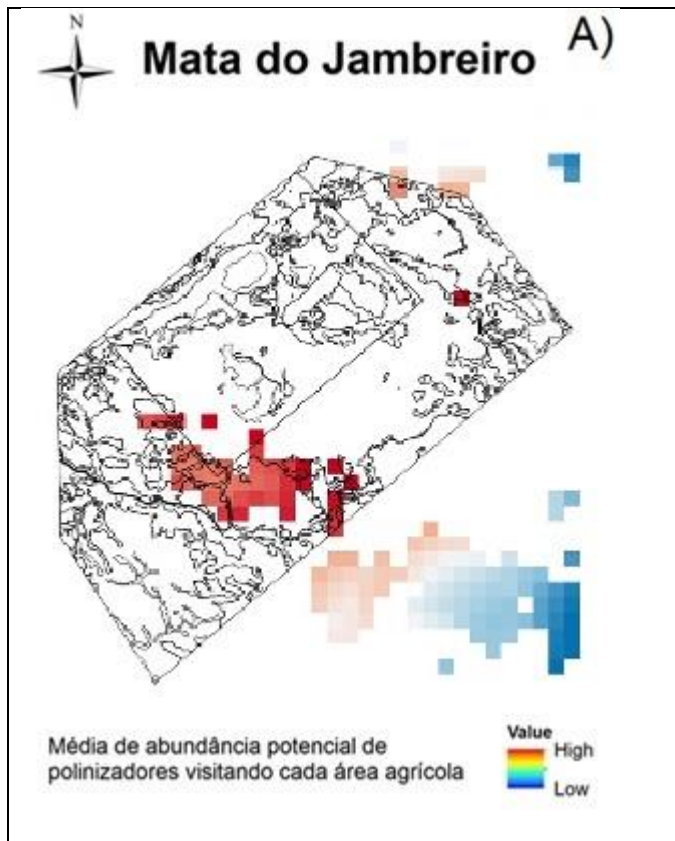 N
Mata do Jambreiro
A)
Média de abundância potencial de
polinizadores visitando cada área agrícola
Value
High
Low